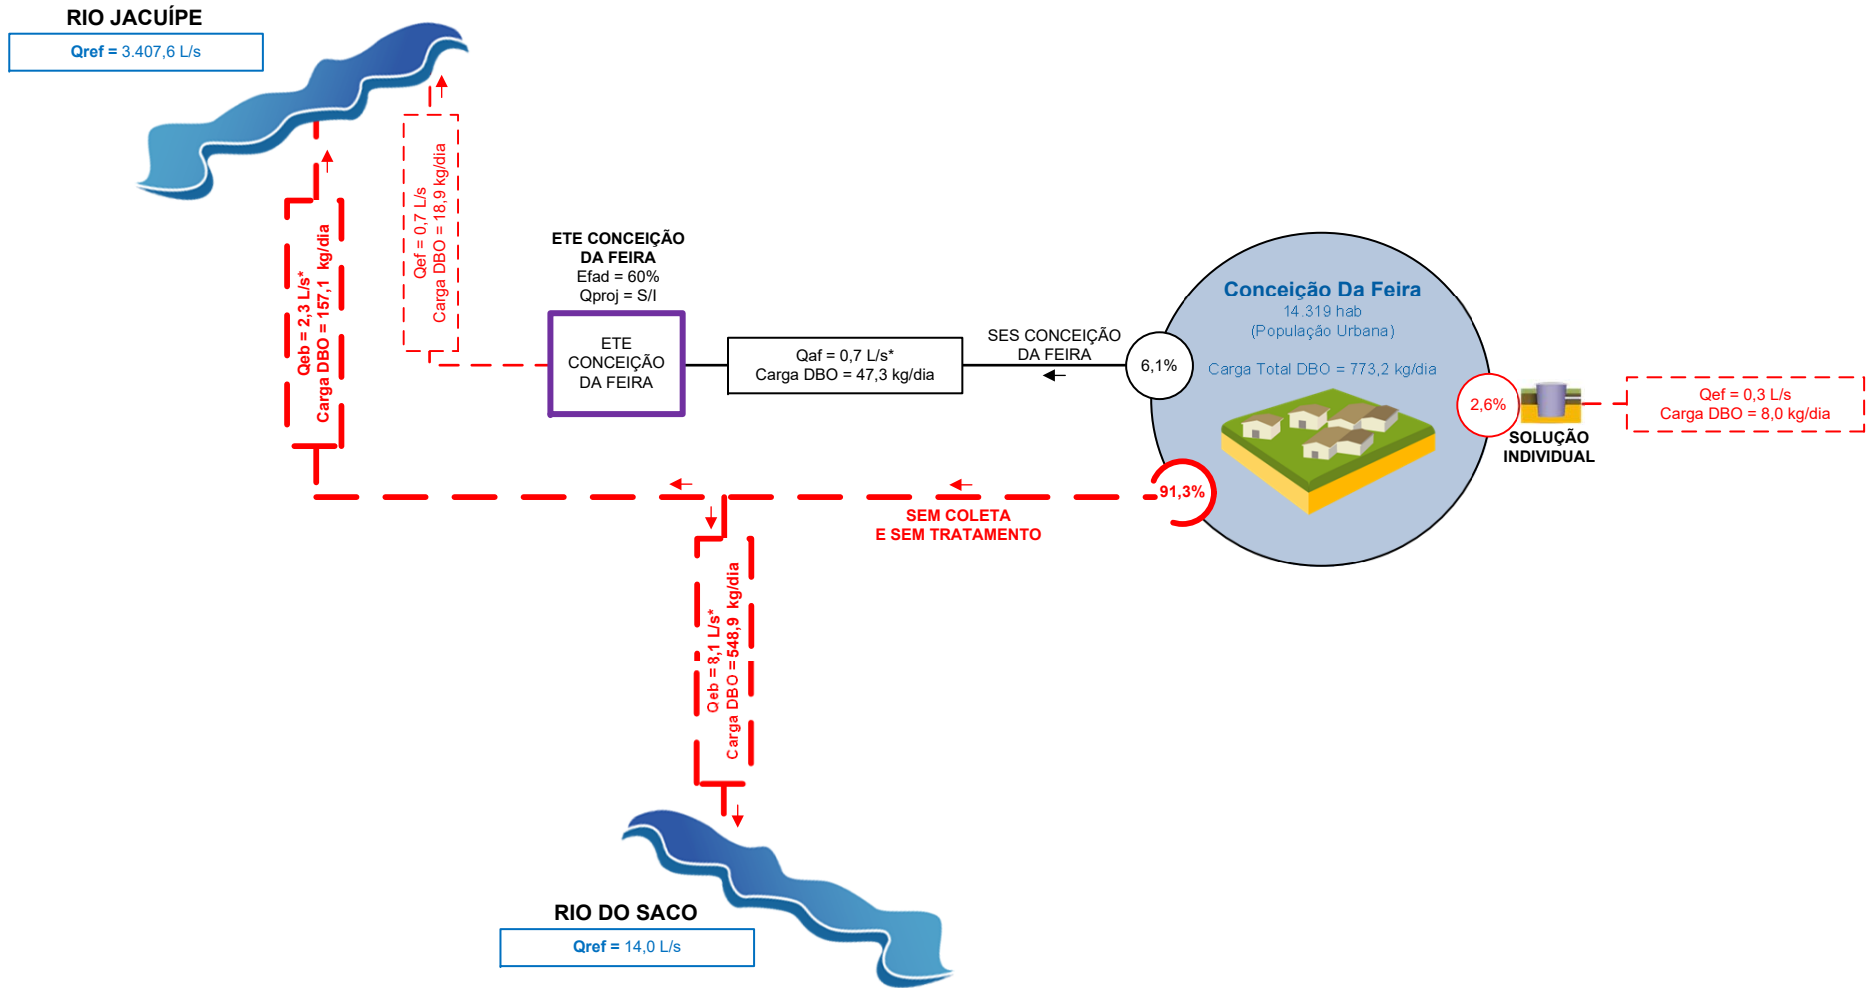 RIO JACUÍPE
Qref = 3.407,6 L/s
Qeb = 2,3 L/s*
Carga DBO = 157,1 kg/dia
Qef = 0,7 L/s
Carga DBO = 18,9 kg/dia
ETE CONCEIÇÃO
DA FEIRA
Efad = 60%
Qproj = S/I
ETE
CONCEIÇÃO
DA FEIRA
Qaf = 0,7 L/s*
Carga DBO = 47,3 kg/dia
SES CONCEIÇÃO
DA FEIRA
6,1%
Conceição Da Feira
14.319 hab
(População Urbana)
Carga Total DBO = 773,2 kg/dia
2,6%
SOLUÇÃO
INDIVIDUAL
Qef = 0,3 L/s
Carga DBO = 8,0 kg/dia
91,3%
SEM COLETA
E SEM TRATAMENTO
Qeb = 8,1 L/s*
Carga DBO = 548,9 kg/dia
RIO DO SACO
Qref = 14,0 L/s